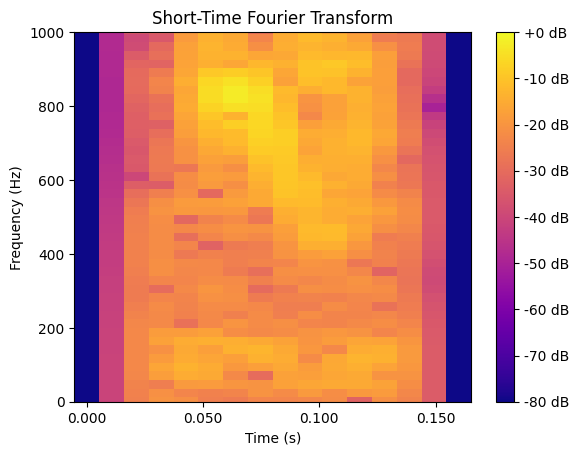 Short-Time Fourier Transform
1000
800
600
400
200
0
Frequency (Hz)
0.000
0.050
0.100
0.150
Time (s)
+0 dB
-10 dB
-20 dB
-30 dB
-40 dB
-50 dB
-60 dB
-70 dB
-80 dB